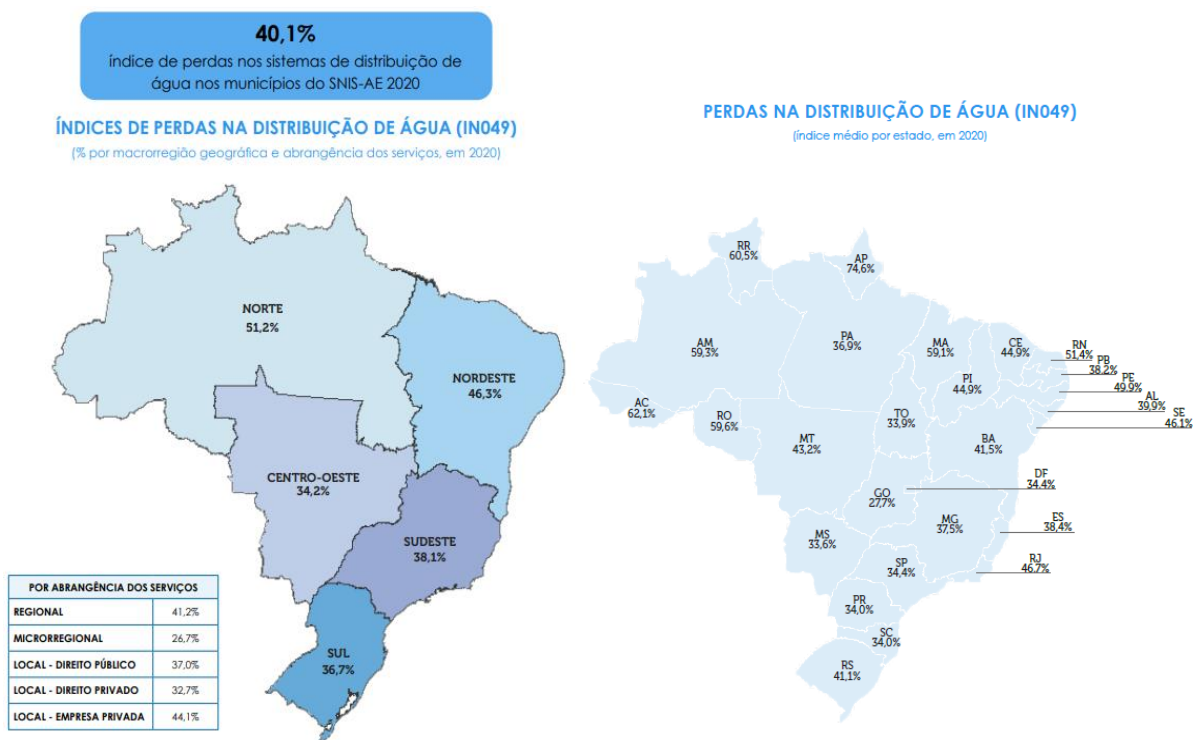 40,1%
índice de perdas nos sistemas de distribuição de
água nos municípios do SNIS-AE 2020
ÍNDICES DE PERDAS NA DISTRIBUIÇÃO DE ÁGUA (IN049)
(% por macrorregião geográfica e abrangência dos serviços, em 2020)
NORTE
51,2%
NORDESTE
46,3%
CENTRO-OESTE
34,2%
SUDESTE
38,1%
SUL
36,7%
POR ABRANGÊNCIA DOS SERVIÇOS
REGIONAL 41,2%
MICRORREGIONAL 26,7%
LOCAL - DIREITO PÚBLICO 37,0%
LOCAL - DIREITO PRIVADO 32,7%
LOCAL - EMPRESA PRIVADA 44,1%
PERDAS NA DISTRIBUIÇÃO DE ÁGUA (IN049)
(índice médio por estado, em 2020)
RR
60,5%
AP
74,6%
AM
59,3%
PA
36,9%
MA
59,1%
CE
44,9%
RN
51,4%
PB
38,2%
PE
49,9%
AL
39,9%
SE
46,1%
PI
44,9%
AC
62,1%
RO
59,6%
TO
33,9%
MT
43,2%
BA
41,5%
DF
34,4%
GO
27,7%
MG
37,5%
ES
38,4%
MS
33,6%
SP
34,4%
RJ
46,7%
PR
34,0%
SC
34,0%
RS
41,1%